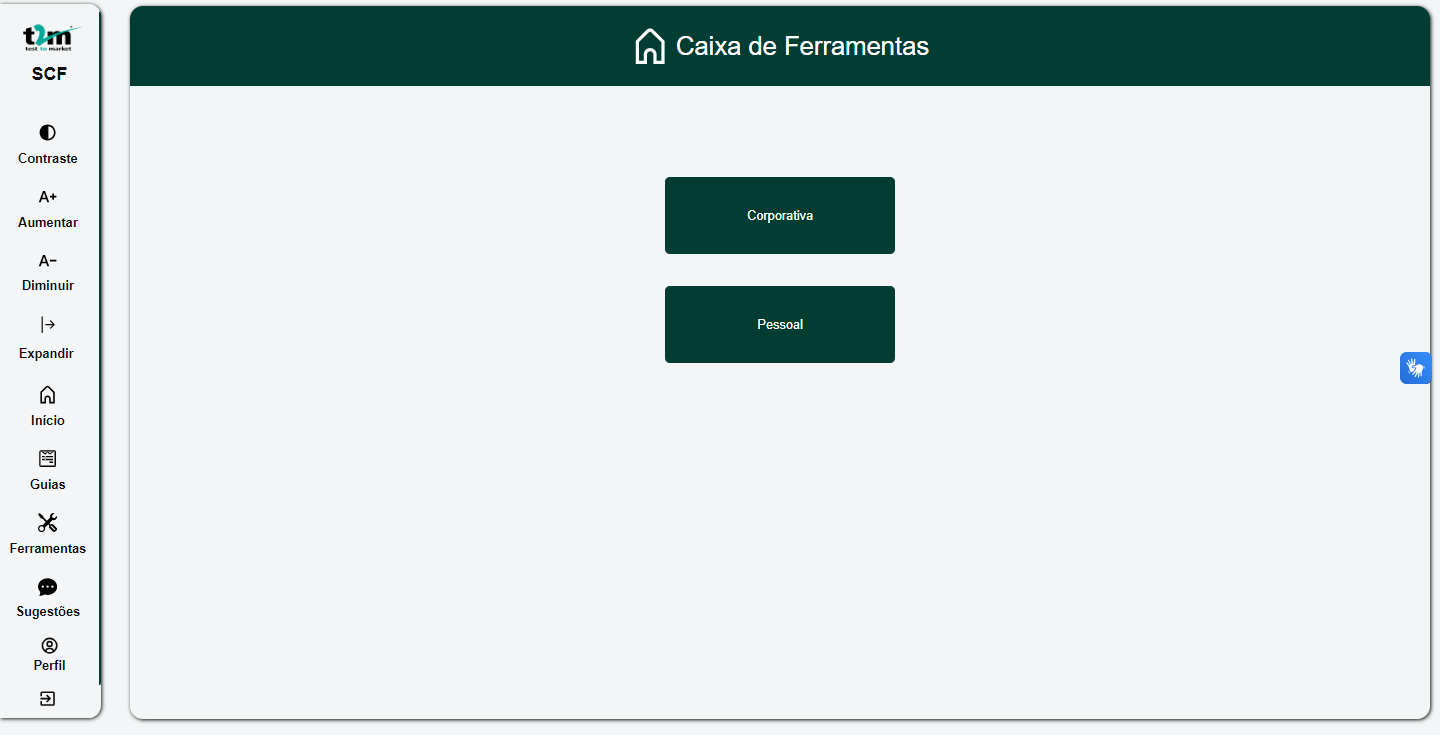 t2m
test to market
SCF
Contraste
A+
Aumentar
A-
Diminuir
Expandir
Início
Guias
Ferramentas
Sugestões
Perfil
Caixa de Ferramentas
Corporativa
Pessoal